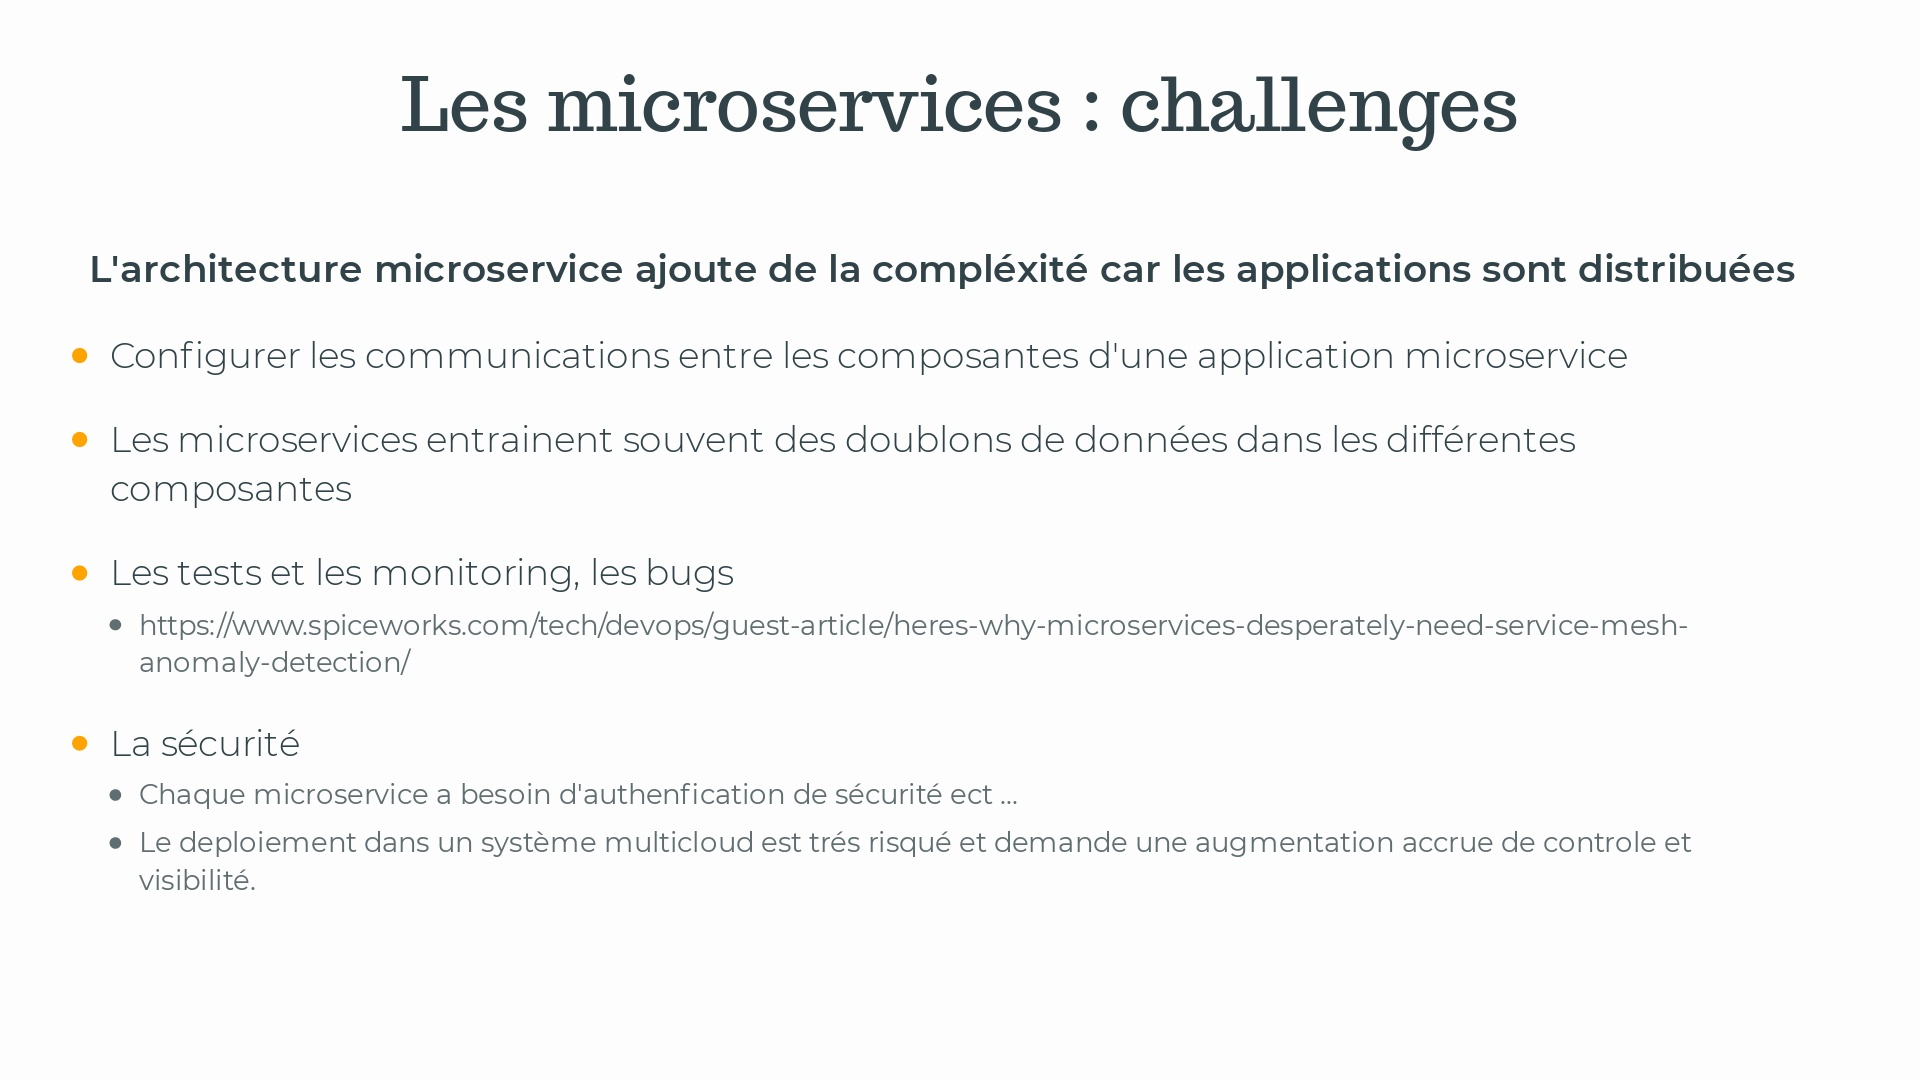 Les microservices : challenges
L'architecture microservice ajoute de la compléxité car les applications sont distribuées
Configurer les communications entre les composantes d'une application microservice
Les microservices entrainent souvent des doublons de données dans les différentes
composantes
Les tests et les monitoring, les bugs
https://www.spiceworks.com/tech/devops/guest-article/heres-why-microservices-desperately-need-service-mesh-
anomaly-detection/
La sécurité
Chaque microservice a besoin d'authenfication de sécurité ect ...
Le deploiement dans un système multicloud est trés risqué et demande une augmentation accrue de controle et
visibilité.